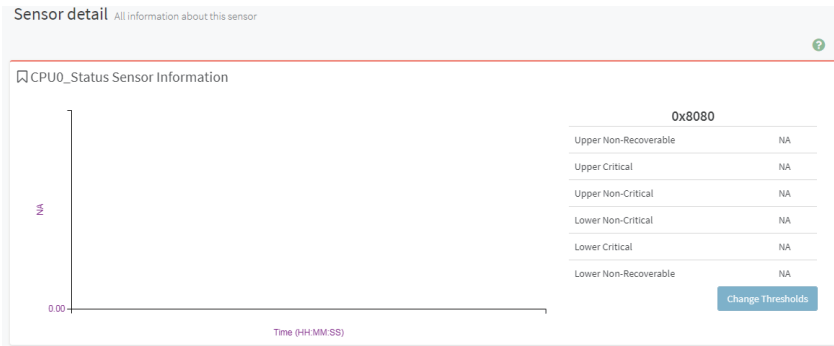 Sensor detail All information about this sensor
CPU0_Status Sensor Information
NA
0.00
Time (HH:MM:SS)
0x8080
Upper Non-Recoverable NA
Upper Critical NA
Upper Non-Critical NA
Lower Non-Critical NA
Lower Critical NA
Lower Non-Recoverable NA
Change Thresholds